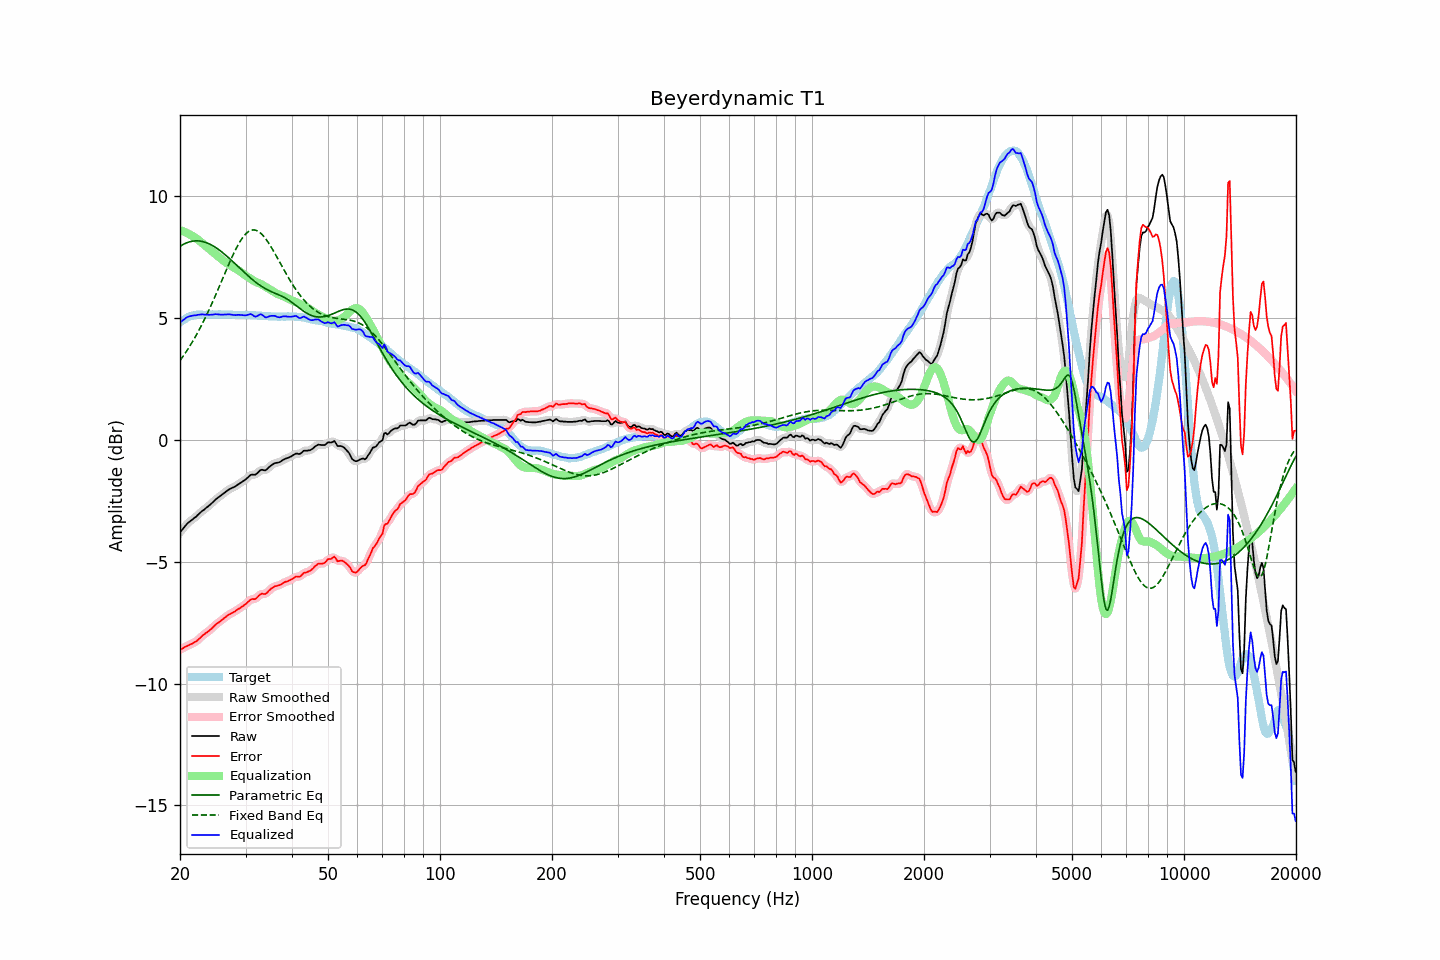 Beyerdynamic T1
Amplitude (dBr)
10
5
0
−5
−10
−15
Target
Raw Smoothed
Error Smoothed
Raw
Error
Equalization
Parametric Eq
Fixed Band Eq
Equalized
20 50 100 200 500 1000 2000 5000 10000 20000
Frequency (Hz)